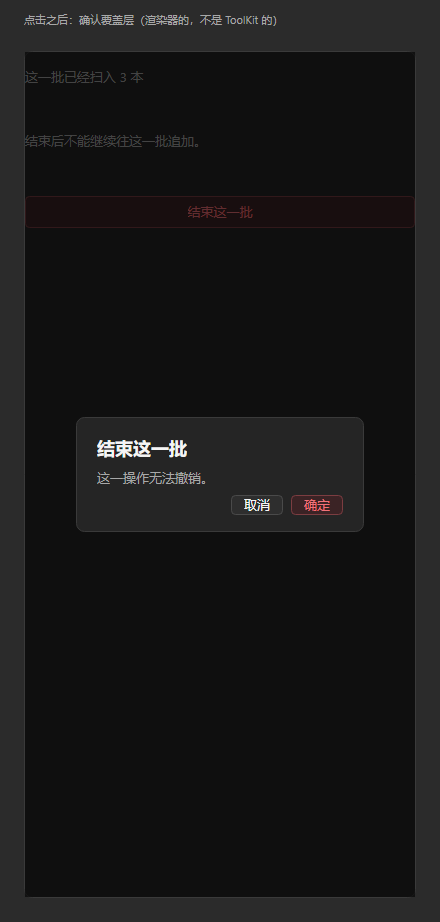 点击之后：确认要盖层（渲染器的，不是 ToolKit 的）
这一批已经扫入 3 本
结束后不能继续往这一批追加。
结束这一批
结束这一批
这一操作无法撤销。
取消 确定